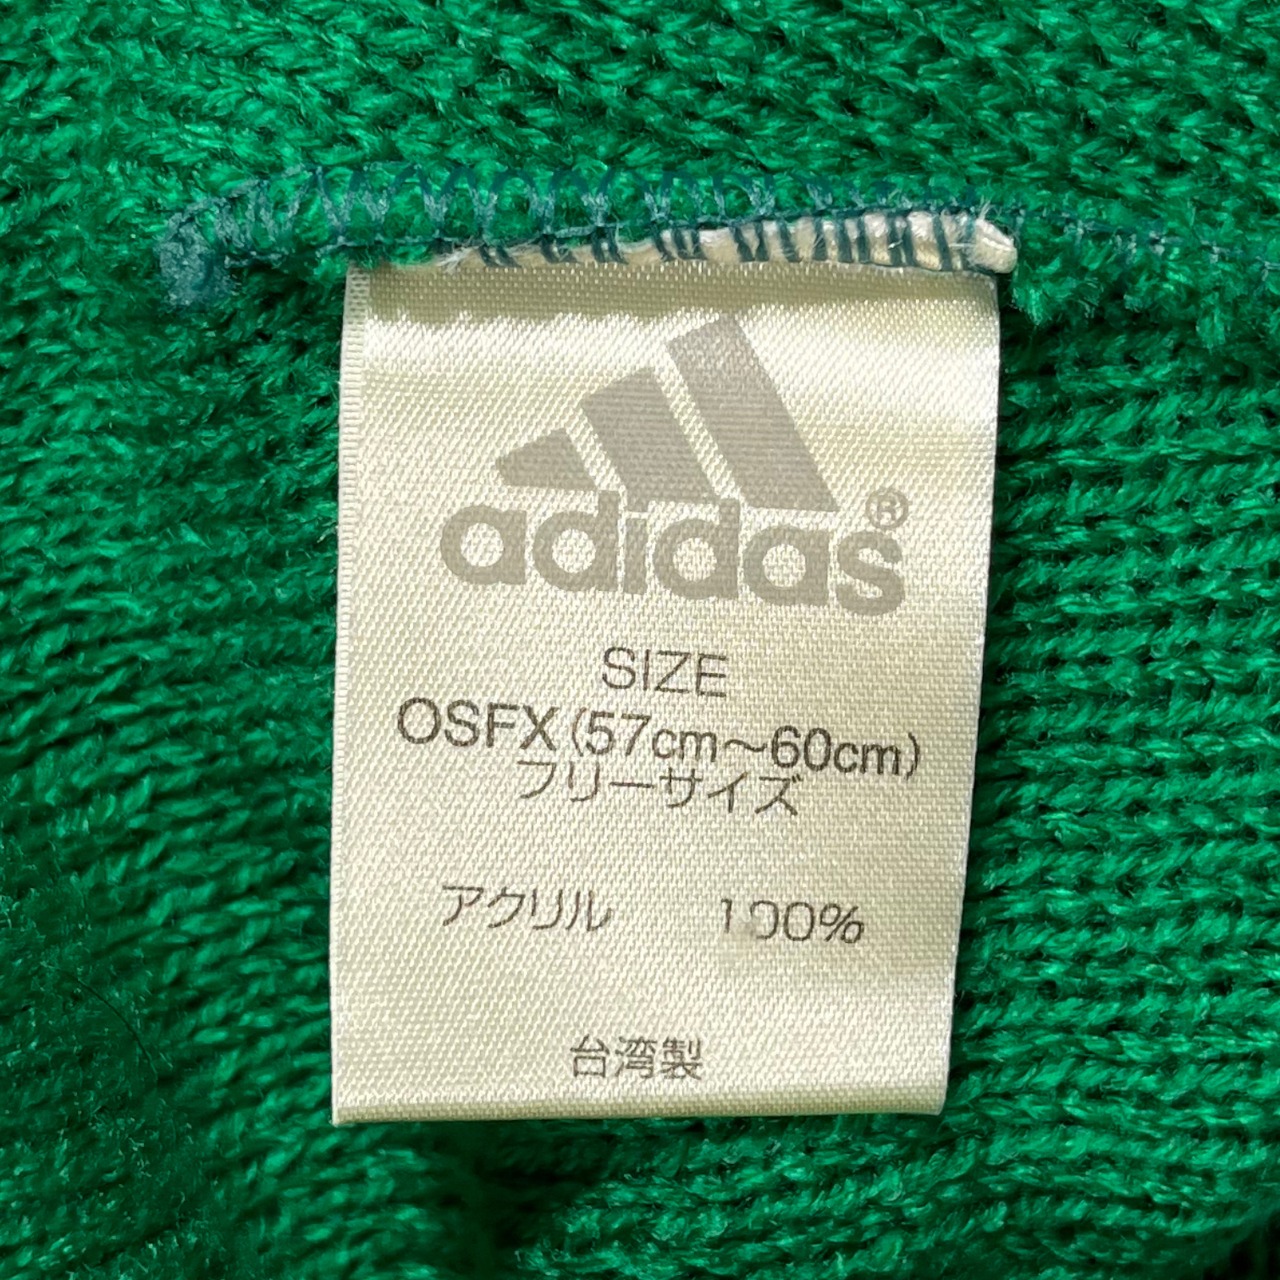 adidas®
SIZE
OSFX(57cm～60cm)
フリーサイズ
アクリル 100%
台湾製